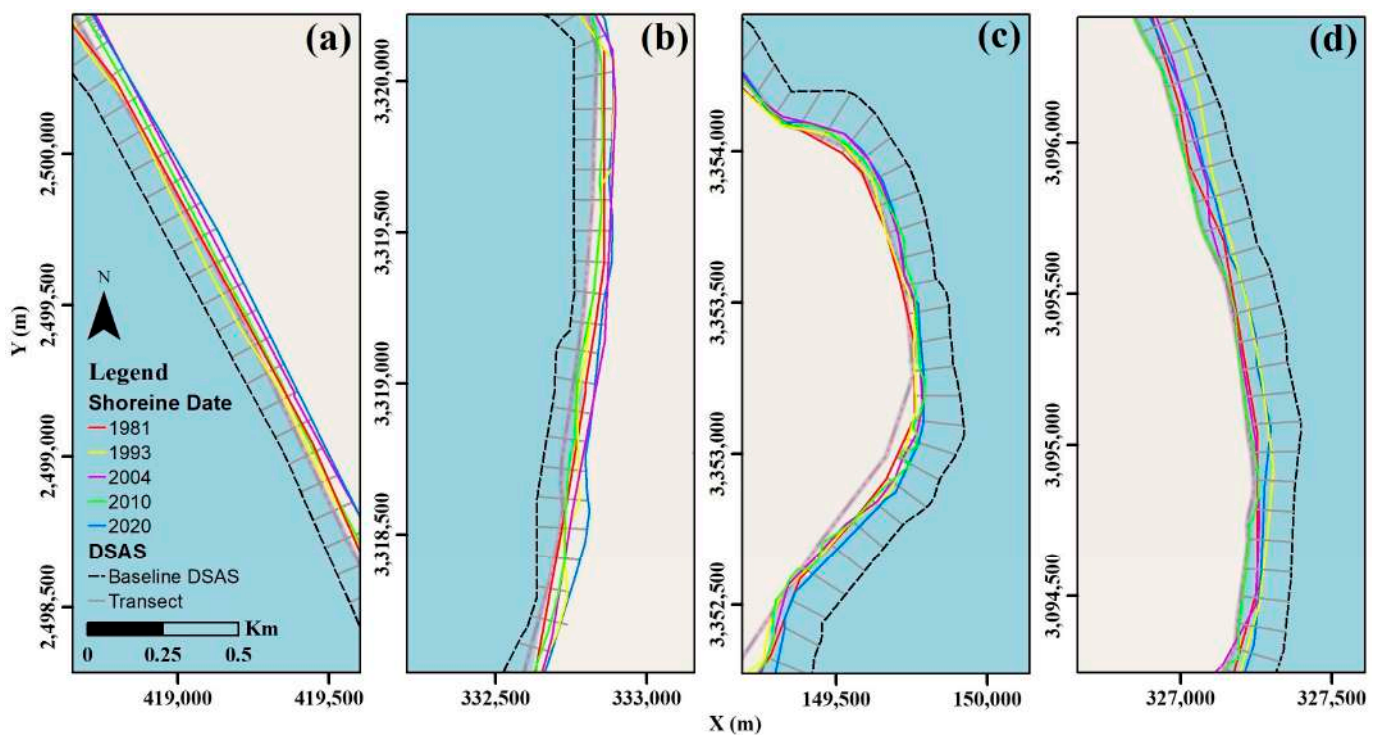 (a)
(b)
(c)
(d)
2,500,000
2,499,500
2,499,000
2,498,500
Y (m)
N
Legend
Shoreine Date
1981
1993
2004
2010
2020
DSAS
Baseline DSAS
Transect
Km
0 0.25 0.5
419,000 419,500
3,320,000
3,319,500
3,319,000
3,318,500
332,500 333,000
3,354,000
3,353,500
3,353,000
3,352,500
149,500 150,000
3,096,000
3,095,500
3,095,000
3,094,500
327,000 327,500
X (m)